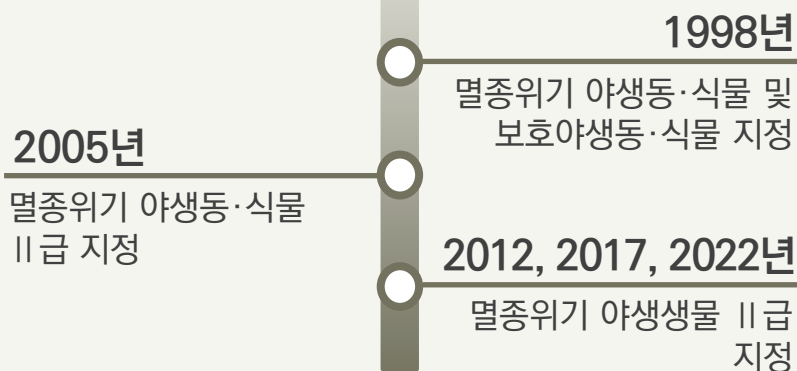 1998년
멸종위기 야생동·식물 및
보호야생동·식물 지정
2005년
멸종위기 야생동·식물
Ⅱ급 지정
2012, 2017, 2022년
멸종위기 야생생물 Ⅱ급
지정